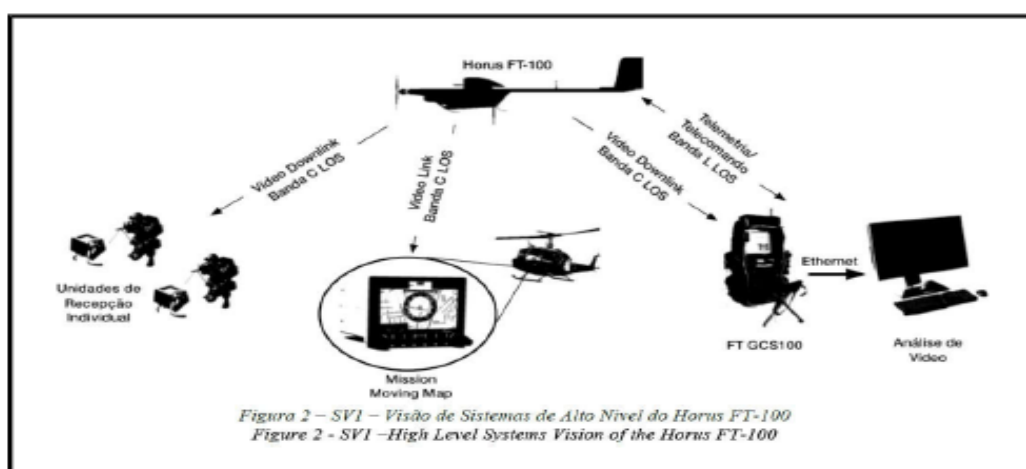 Horus FT-100
Video Downlink
Banda C LOS
Video Link
Banda C LOS
Video Downlink
Banda C LOS
Telemetria/
Telecomando
Banda L LOS
Unidades de
Recepção
Individual
Mission
Moving Map
Ethernet
FT GCS100
Análise de
Video
Figura 2 – SV1 – Visão de Sistemas de Alto Nivel do Horus FT-100
Figure 2 - SV1 –High Level Systems Vision of the Horus FT-100